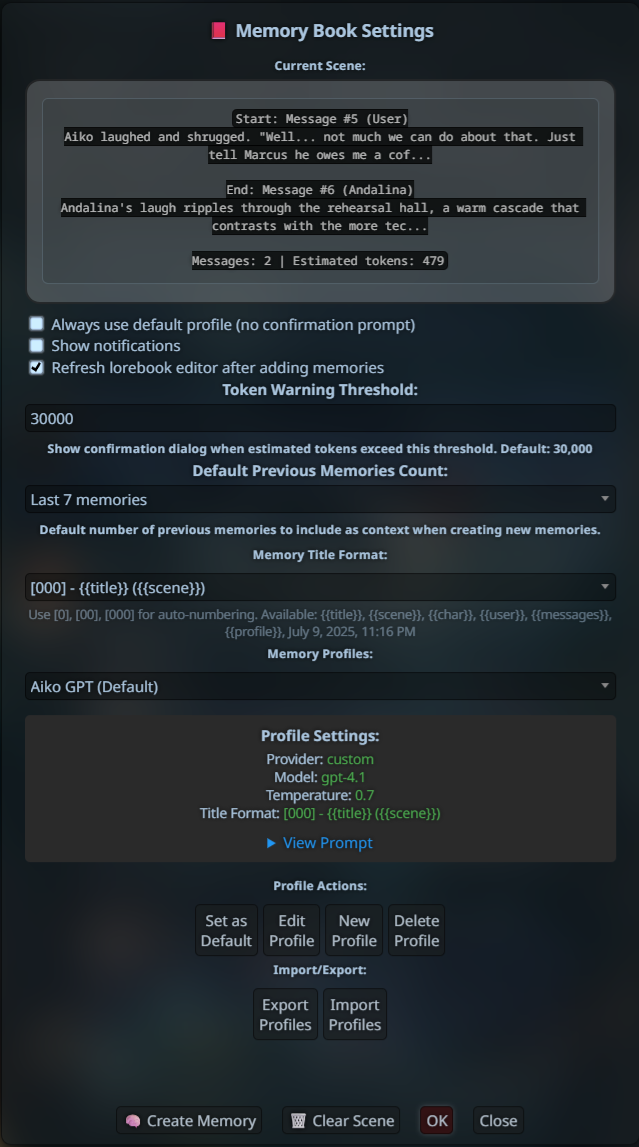 Memory Book Settings
Current Scene:
Start: Message #5 (User)
Aiko laughed and shrugged. "Well... not much we can do about that. Just
tell Marcus he owes me a cof...
End: Message #6 (Andalina)
Andalina's laugh ripples through the rehearsal hall, a warm cascade that
contrasts with the more tec...
Messages: 2 | Estimated tokens: 479
Always use default profile (no confirmation prompt)
Show notifications
Refresh lorebook editor after adding memories
Token Warning Threshold:
30000
Show confirmation dialog when estimated tokens exceed this threshold. Default: 30,000
Default Previous Memories Count:
Last 7 memories
Default number of previous memories to include as context when creating new memories.
Memory Title Format:
[000] - {{title}} ({{scene}})
Use [0], [00], [000] for auto-numbering. Available: {{title}}, {{scene}}, {{char}}, {{user}}, {{messages}},
{{profile}}, July 9, 2025, 11:16 PM
Memory Profiles:
Aiko GPT (Default)
Profile Settings:
Provider: custom
Model: gpt-4.1
Temperature: 0.7
Title Format: [000] - {{title}} ({{scene}})
View Prompt
Profile Actions:
Set as Default
Edit Profile
New Profile
Delete Profile
Import/Export:
Export Profiles
Import Profiles
Create Memory
Clear Scene
OK
Close